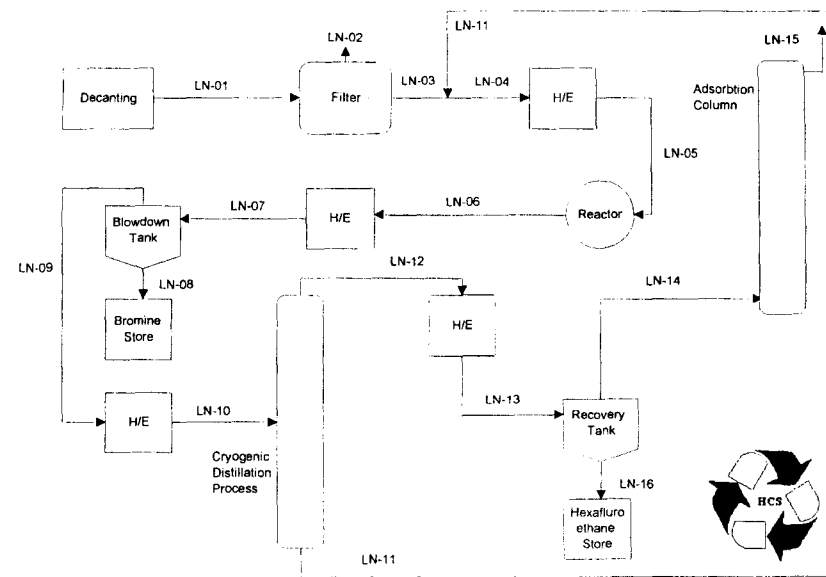 LN-11
LN-02
LN-15
Decanting
LN-01
Filter
LN-03
LN-04
H/E
Adsorbtion
Column
LN-05
LN-06
LN-07
H/E
Reactor
Blowdown
Tank
LN-09
LN-08
LN-12
LN-14
Bromine
Store
H/E
H/E
LN-10
LN-13
Recovery
Tank
Cryogenic
Distillation
Process
LN-16
Hexafluro
ethane
Store
HCS
LN-11